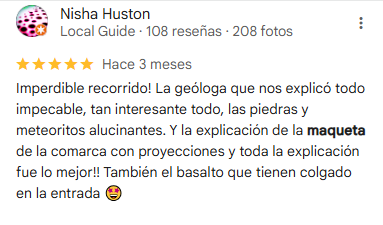 Nisha Huston
Local Guide · 108 reseñas · 208 fotos
Hace 3 meses
Imperdible recorrido! La geóloga que nos explicó todo
impecable, tan interesante todo, las piedras y
meteoritos alucinantes. Y la explicación de la maqueta
de la comarca con proyecciones y toda la explicación
fue lo mejor!! También el basalto que tienen colgado
en la entrada 🤩